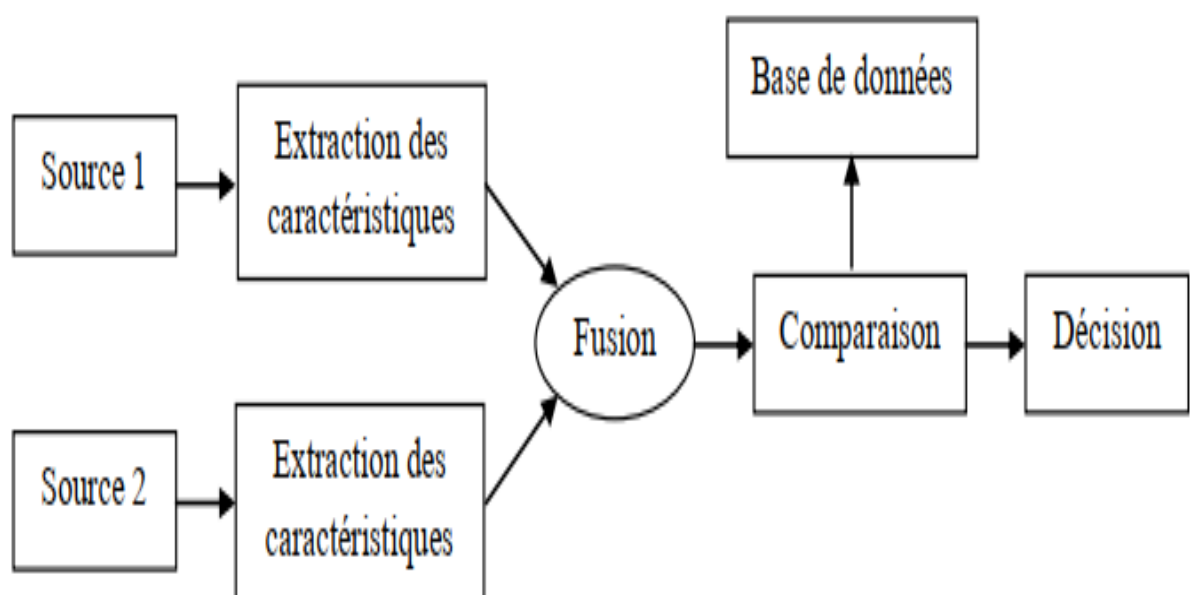 Source 1
Extraction des
caractéristiques
Source 2
Extraction des
caractéristiques
Fusion
Base de données
Comparaison
Décision